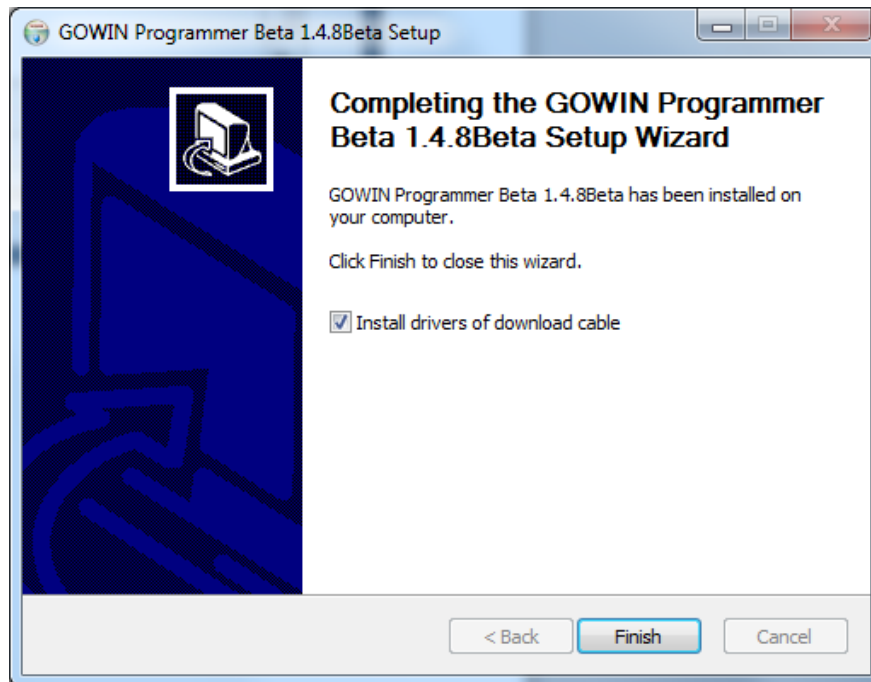 GOWIN Programmer Beta 1.4.8Beta Setup
Completing the GOWIN Programmer
Beta 1.4.8Beta Setup Wizard
GOWIN Programmer Beta 1.4.8Beta has been installed on
your computer.
Click Finish to close this wizard.
Install drivers of download cable
< Back
Finish
Cancel